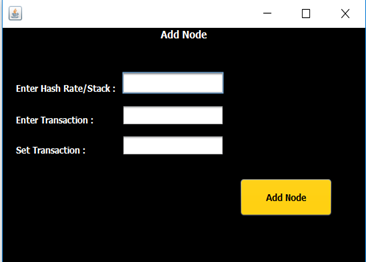 Add Node
Enter Hash Rate/Stack :
Enter Transaction :
Set Transaction :
Add Node